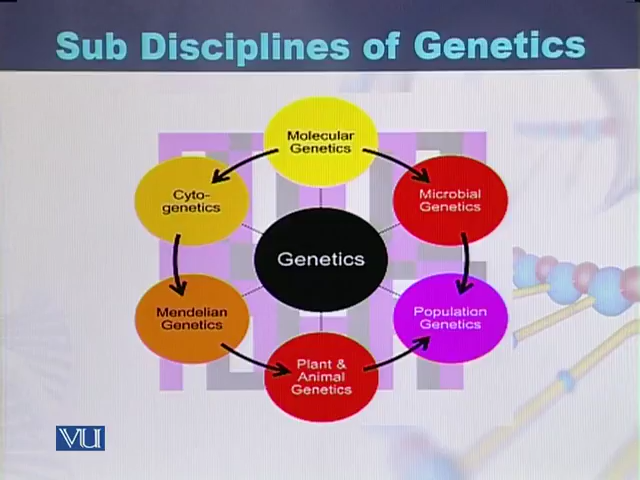 Sub Disciplines of Genetics
Molecular
Genetics
Cyto-
genetics
Microbial
Genetics
Genetics
Mendelian
Genetics
Population
Genetics
Plant &
Animal
Genetics
VU